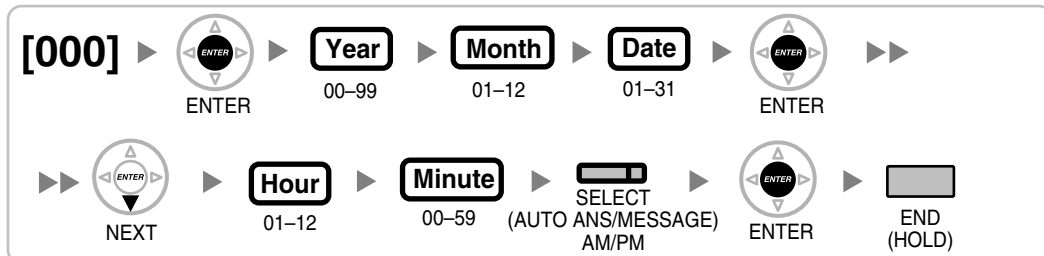 [000] ENTER Year Month Date ENTER
ENTER 00–99 01–12 01–31 ENTER
ENTER Hour Minute ENTER
NEXT 01–12 00–59 SELECT (AUTO ANS/MESSAGE) AM/PM ENTER END (HOLD)